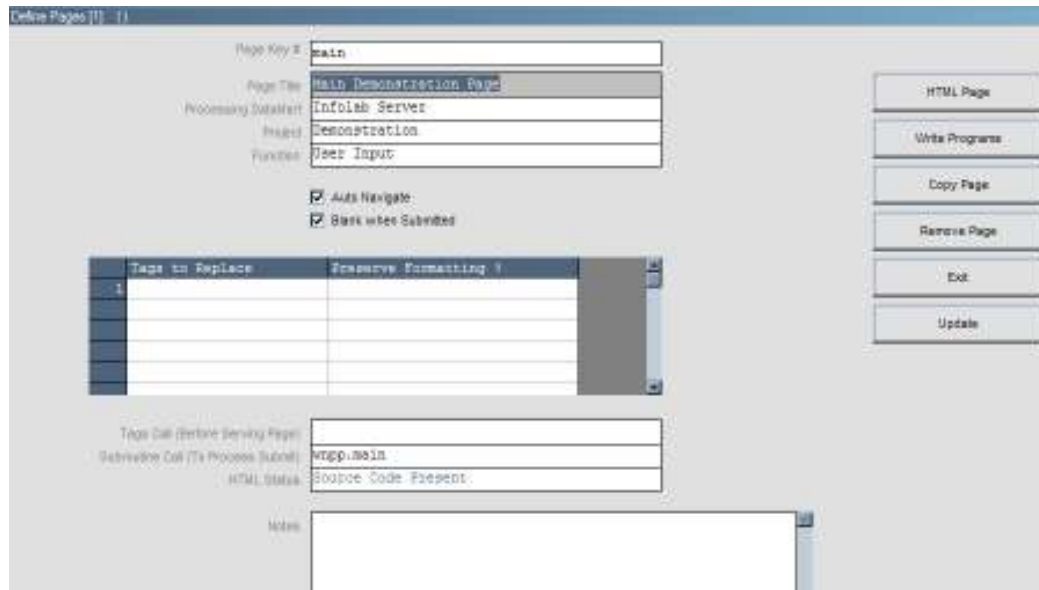 Define Pages [1] - ( )
Page Key # main
Page Title Main Demonstration Page
Processing DataMart Infolab Server
Project Demonstration
Function User Input
Auto Navigate
Blank when Submitted
Tags to Replace Preserve Formatting ?
1
Tags Call (Before Serving Page)
Subroutine Call (To Process Submit) wnpp.main
HTML Status Source Code Present
Notes
HTML Page
Write Programs
Copy Page
Remove Page
Exit
Update